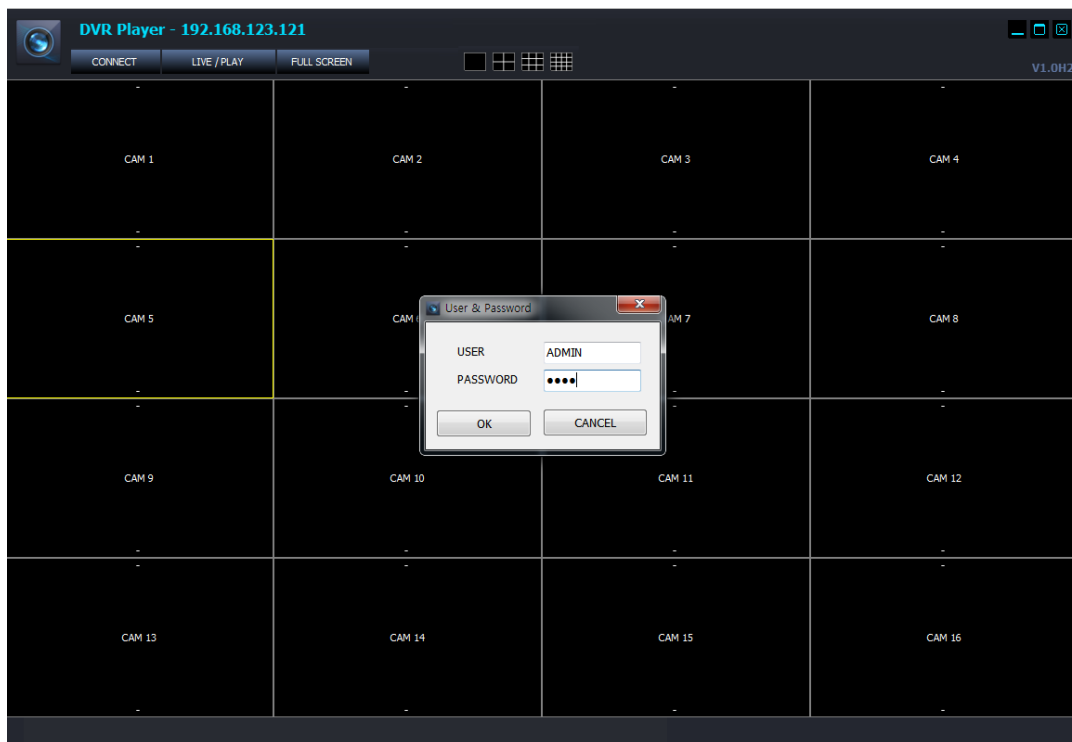 DVR Player - 192.168.123.121
CONNECT LIVE / PLAY FULL SCREEN
V1.0H2
- - - -
CAM 1 CAM 2 CAM 3 CAM 4
- - - -
- - - -
CAM 5 CAM CAM 8
AM 7
User & Password
USER ADMIN
PASSWORD ●●●●
OK CANCEL
- - - -
- - - -
CAM 9 CAM 10 CAM 11 CAM 12
- - - -
- - - -
CAM 13 CAM 14 CAM 15 CAM 16
- - - -